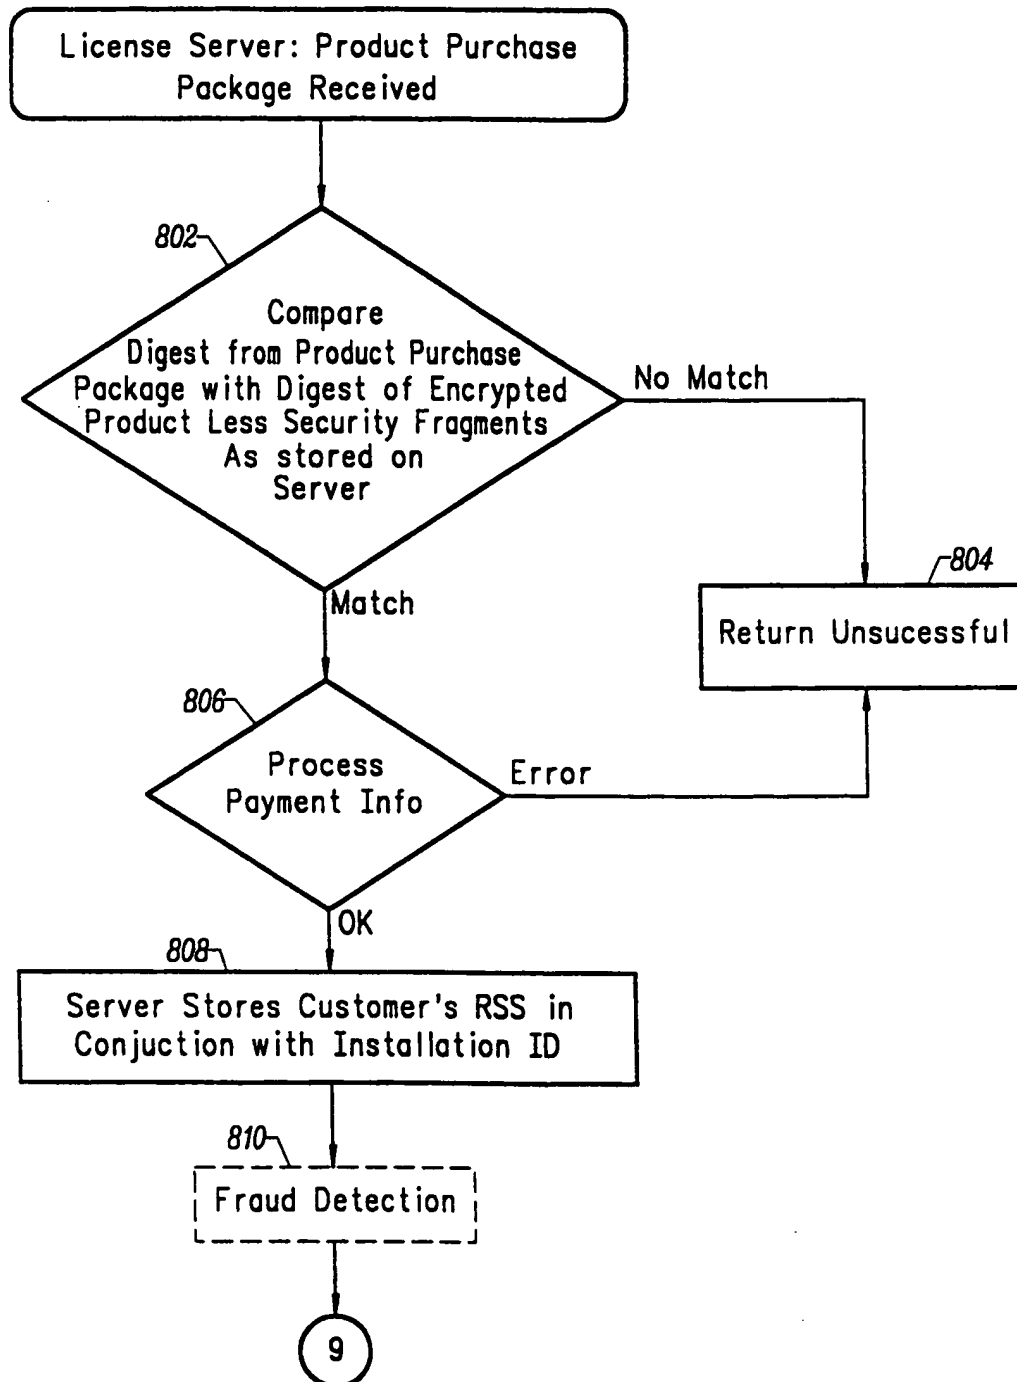 License Server: Product Purchase
Package Received
802
Compare
Digest from Product Purchase
Package with Digest of Encrypted
Product Less Security Fragments
As stored on
Server
No Match
804
Match
Return Unsucessful
806
Process
Payment Info
Error
OK
808
Server Stores Customer's RSS in
Conjuction with Installation ID
810
Fraud Detection
9